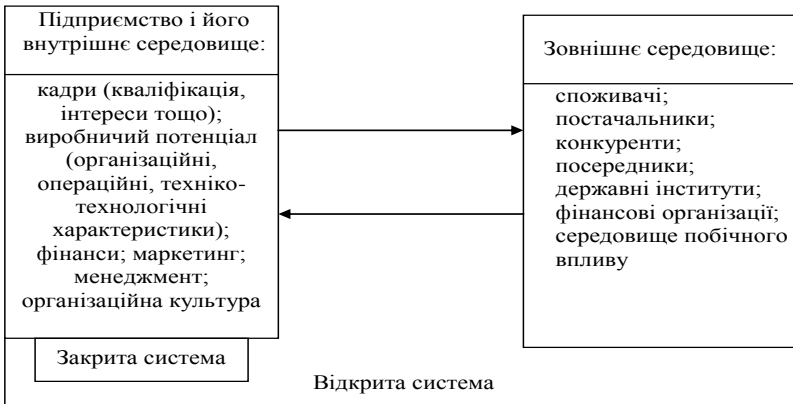 Підприємство і його
внутрішнє середовище:
кадри (кваліфікація,
інтереси тощо);
виробничий потенціал
(організаційні,
операційні, техніко-
технологічні
характеристики);
фінанси; маркетинг;
менеджмент;
організаційна культура
Закрита система
Зовнішнє середовище:
споживачі;
постачальники;
конкуренти;
посередники;
державні інститути;
фінансові організації;
середовище побічного
впливу
Відкрита система